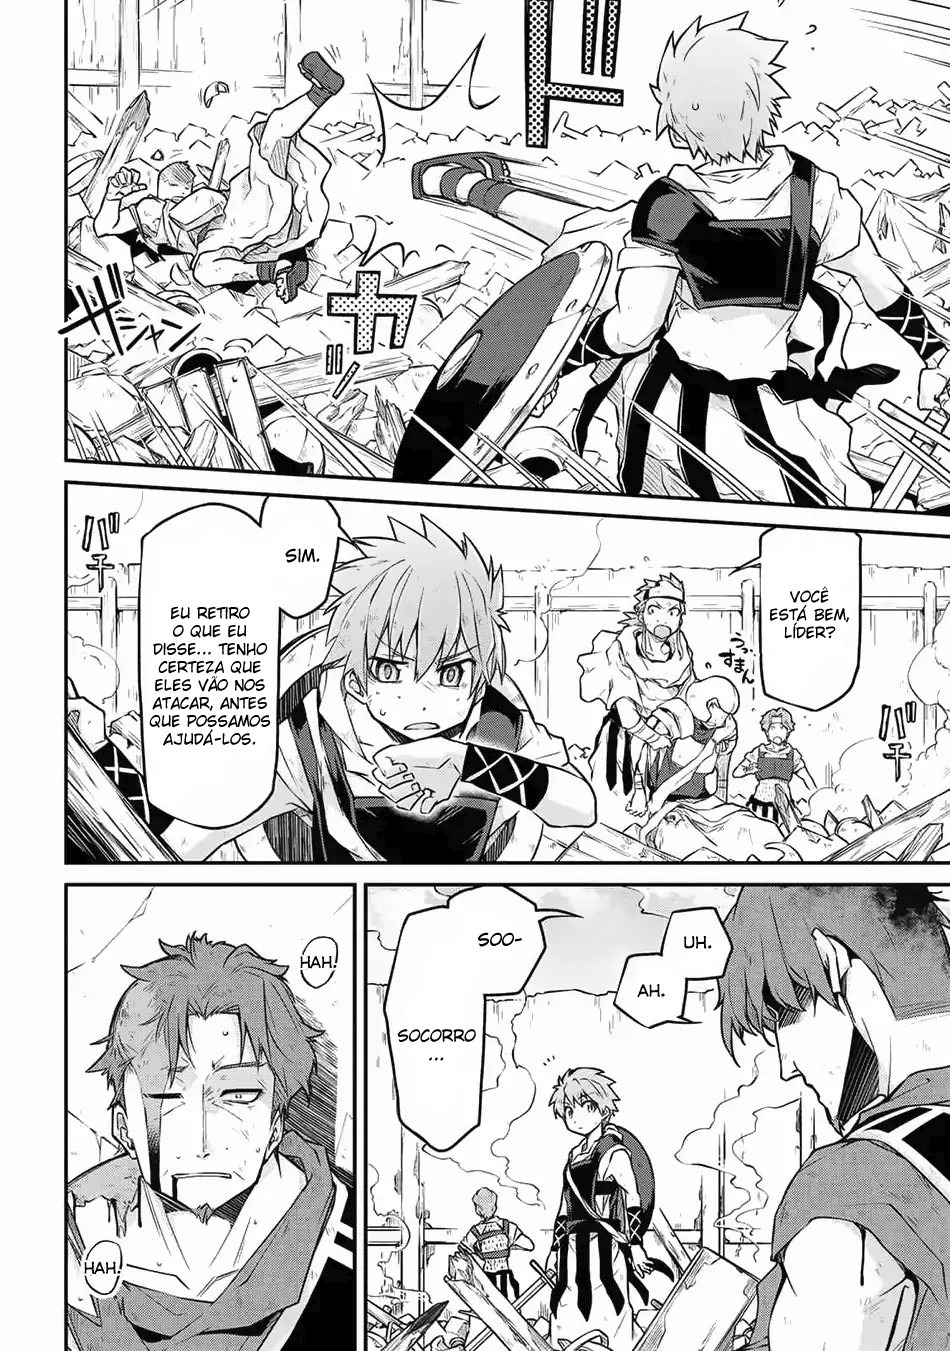 ドガ
ガシャン
VOCÊ
ESTÁ BEM,
LÍDER?
うっ…
すまん
バチ
SIM.
EU RETIRO
O QUE EU
DISSE... TENHO
CERTEZA QUE
ELES VÃO NOS
ATACAR, ANTES
QUE POSSAMOS
AJUDÁ-LOS.
バチ
UH.
AH.
SOO-
SOCORRO
...
HAH!
HAH!